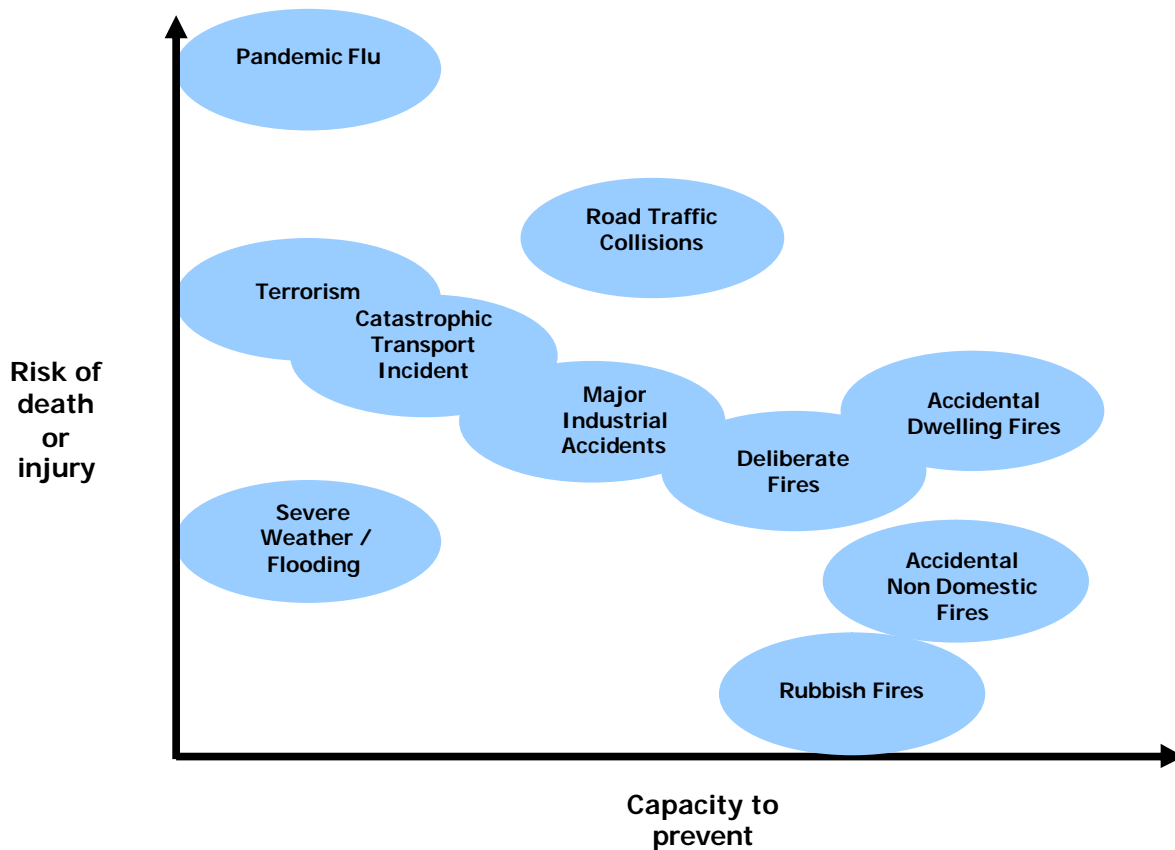 Pandemic Flu
Road Traffic
Collisions
Terrorism
Catastrophic
Transport
Incident
Risk of
death
or
injury
Major
Industrial
Accidents
Accidental
Dwelling Fires
Deliberate
Fires
Severe
Weather /
Flooding
Accidental
Non Domestic
Fires
Rubbish Fires
Capacity to
prevent